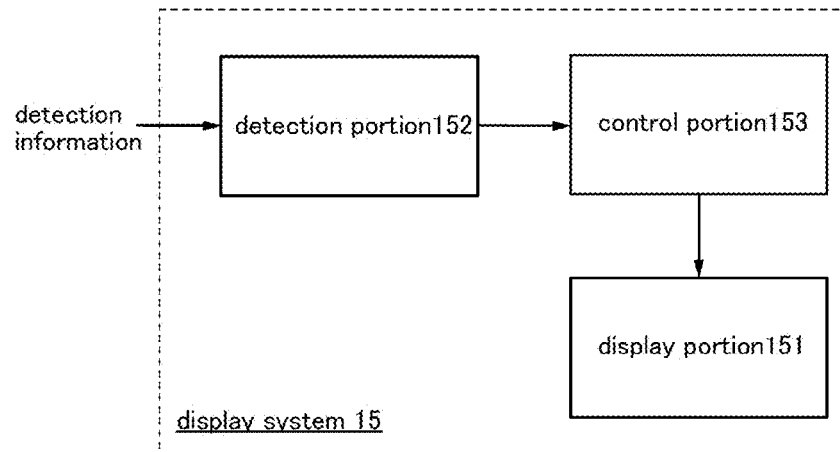 detection
information
detection portion152
control portion153
display portion151
display system 15